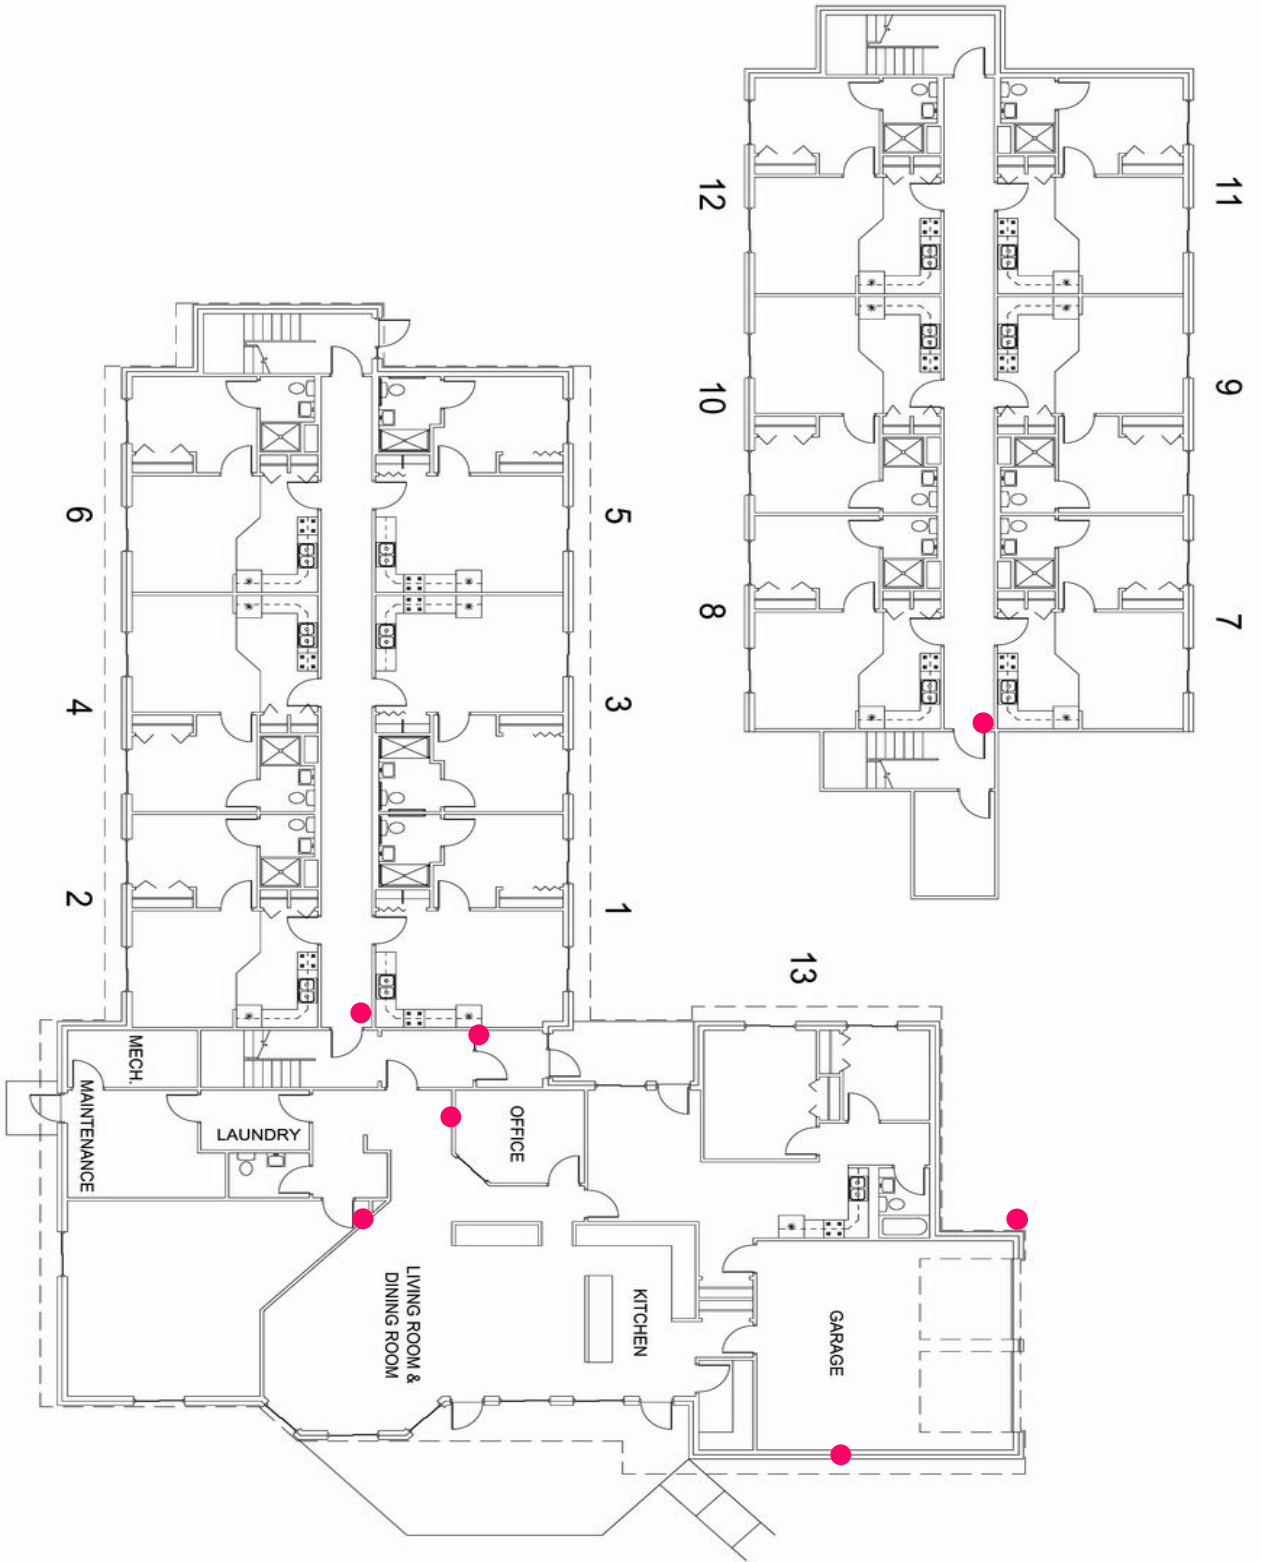 12
11
10
9
8
7
6
5
4
3
2
1
13
MECH.
MAINTENANCE
LAUNDRY
OFFICE
LIVING ROOM &
DINING ROOM
KITCHEN
GARAGE